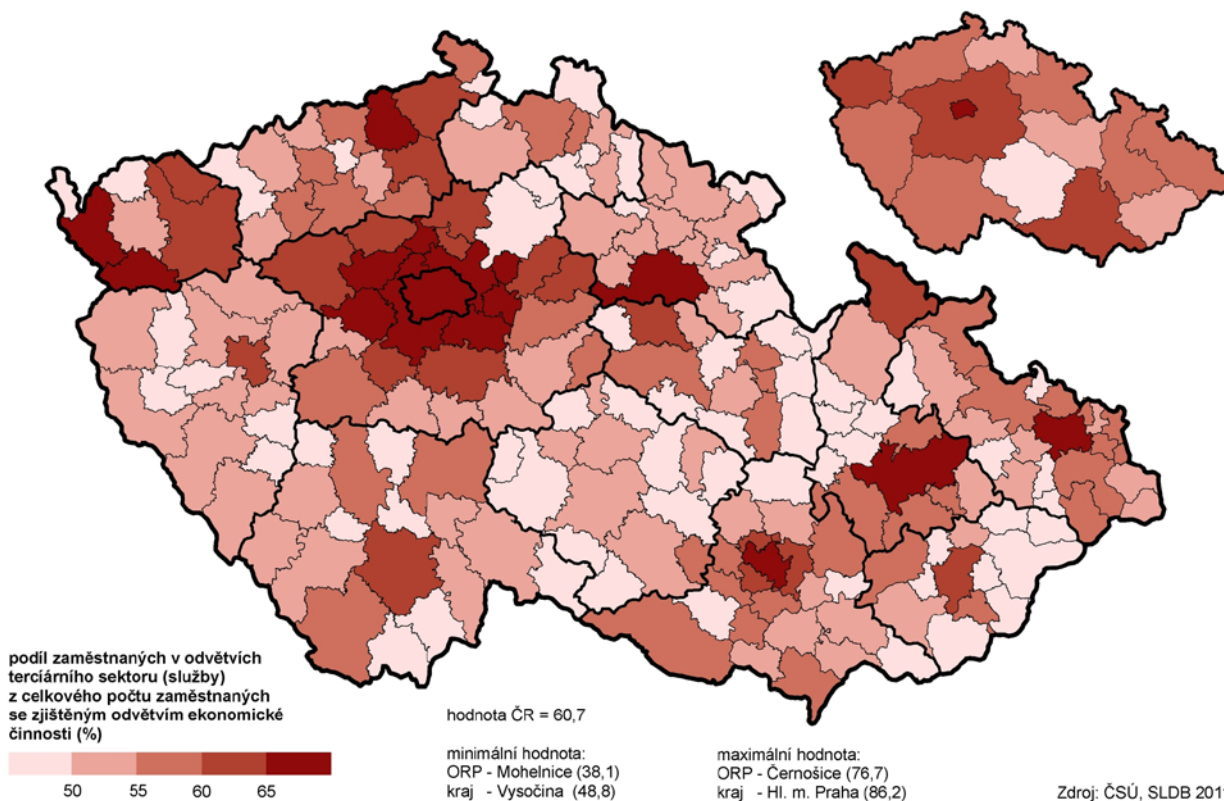 podíl zaměstnaných v odvětvích
terciárního sektoru (služby)
z celkového počtu zaměstnaných
se zjištěným odvětvím ekonomické
činnosti (%)
50 55 60 65
hodnota ČR = 60,7
minimální hodnota:
ORP - Mohelnice (38,1)
kraj - Vysočina (48,8)
maximální hodnota:
ORP - Černošice (76,7)
kraj - Hl. m. Praha (86,2)
Zdroj: ČSÚ, SLDB 201